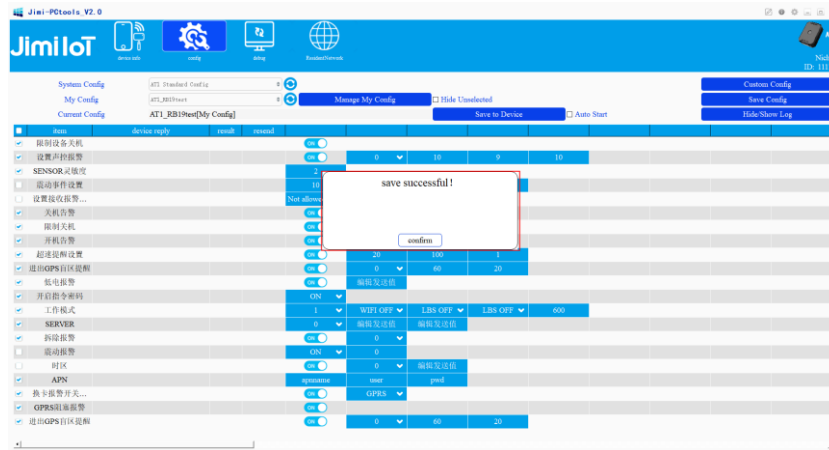 Jimi-PCtools_V2.0
JimiIoT
device info config debug ReadandNetwork
ID: 111
System Config AT1 Standard Config Custom Config
My Config AT1_RB19test Manage My Config Hide Unselected Save Config
Current Config AT1_RB19test[My Config] Save to Device Auto Start Hide/Show Log
item device reply result resend
限制设备关机 ON
设置声控报警 ON 0 10 9 10
SENSOR灵敏度 2
震动事件设置 10
设置接收报警... Not allowe
关机告警 ON
限制关机 ON
开机告警 ON
save successful!
confirm
超速提醒设置 20 100 1
进出GPS盲区提醒 ON 0 60 20
低电报警 ON 编辑发送值
开启指令密码 ON
工作模式 1 WIFI OFF LBS OFF LBS OFF 600
SERVER 0 编辑发送值 编辑发送值
拆除报警 ON 0
震动报警 ON 0
时区 ON 0 编辑发送值
APN apnname user pwd
换卡报警开关... ON GPRS
GPRS阻塞报警 ON
进出GPS盲区提醒 ON 0 60 20